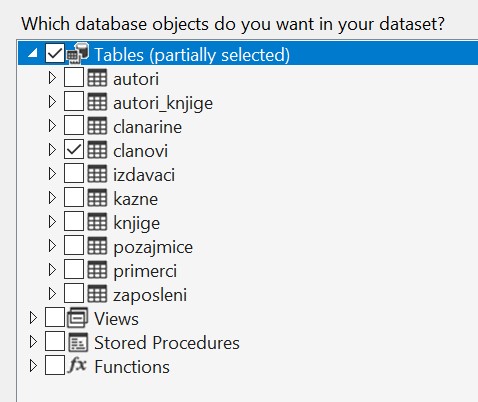 Which database objects do you want in your dataset?
Tables (partially selected)
autori
autori_knjige
clanarine
clanovi
izdavaci
kazne
knjige
pozajmice
primerci
zaposleni
Views
Stored Procedures
fx Functions